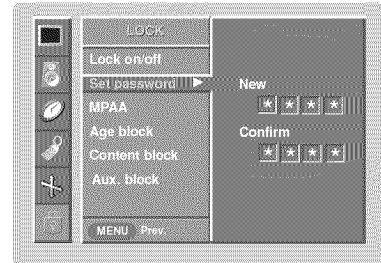 LOCK
Lock on/off
Set password ▶
MPAA
Age block
Content block
Aux. block
MENU Prev.
New
* * * *
Confirm
* * * *